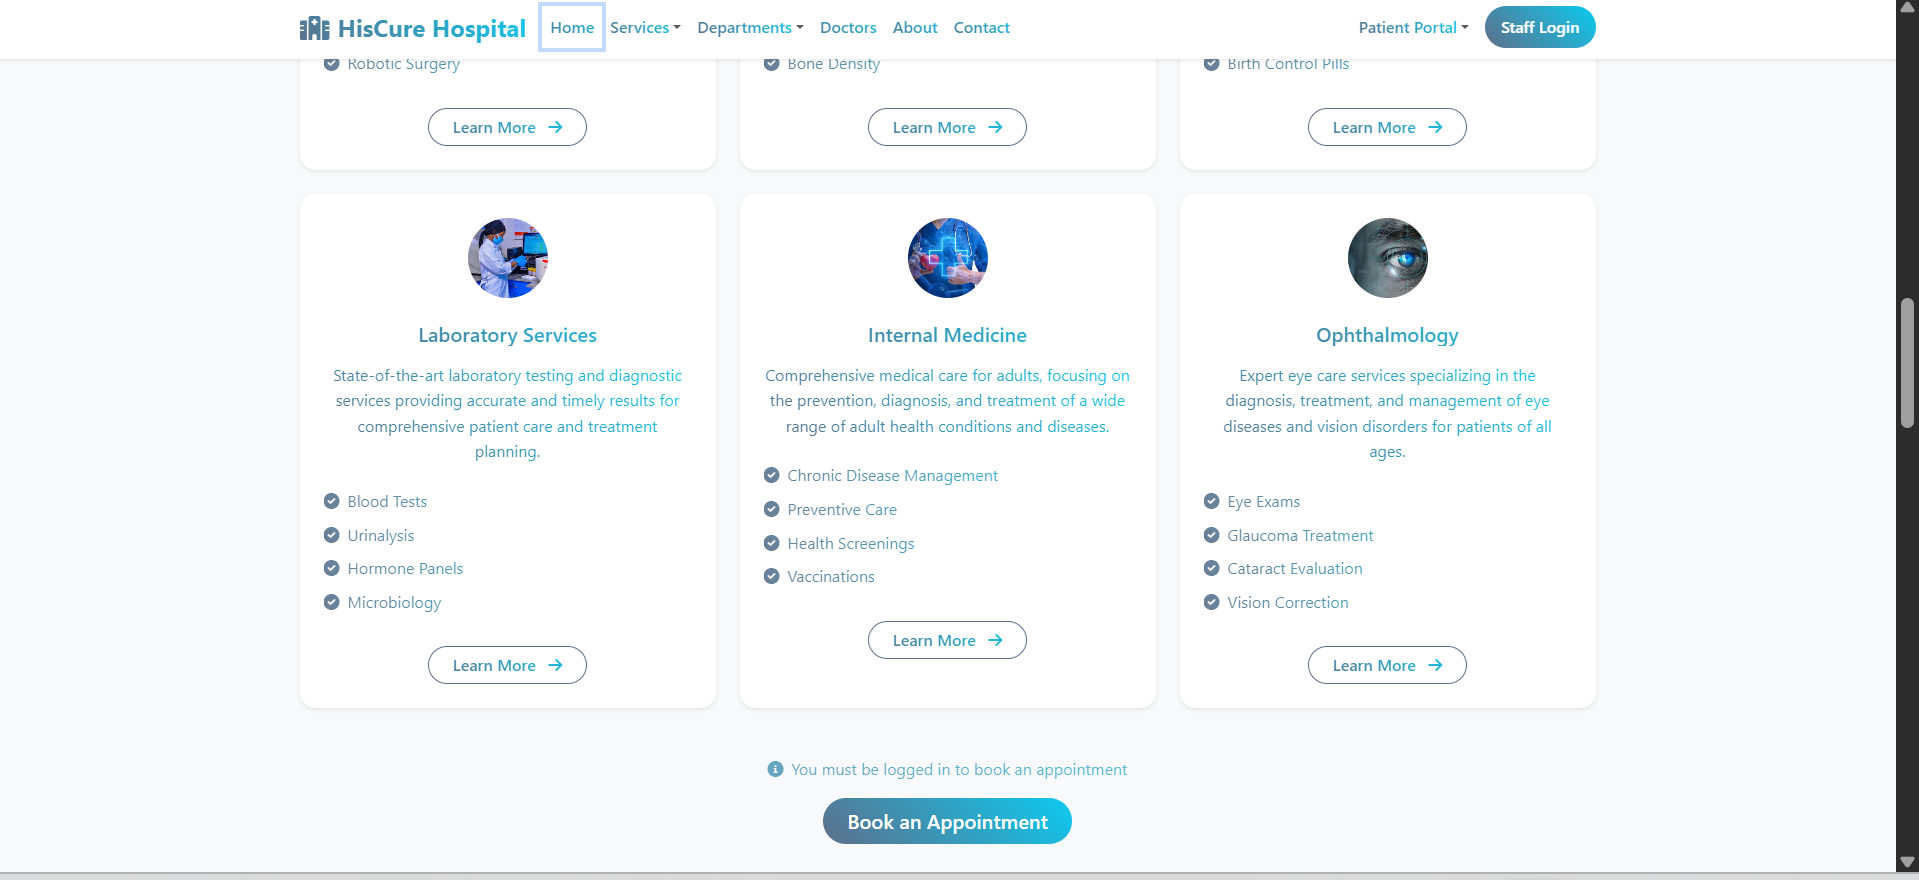 HisCure Hospital Home Services Departments Doctors About Contact Patient Portal Staff Login
Robotic Surgery
Bone Density
Birth Control Pills
Learn More
Learn More
Learn More
Laboratory Services
State-of-the-art laboratory testing and diagnostic
services providing accurate and timely results for
comprehensive patient care and treatment
planning.
Blood Tests
Urinalysis
Hormone Panels
Microbiology
Learn More
Internal Medicine
Comprehensive medical care for adults, focusing on
the prevention, diagnosis, and treatment of a wide
range of adult health conditions and diseases.
Chronic Disease Management
Preventive Care
Health Screenings
Vaccinations
Learn More
Ophthalmology
Expert eye care services specializing in the
diagnosis, treatment, and management of eye
diseases and vision disorders for patients of all
ages.
Eye Exams
Glaucoma Treatment
Cataract Evaluation
Vision Correction
Learn More
You must be logged in to book an appointment
Book an Appointment